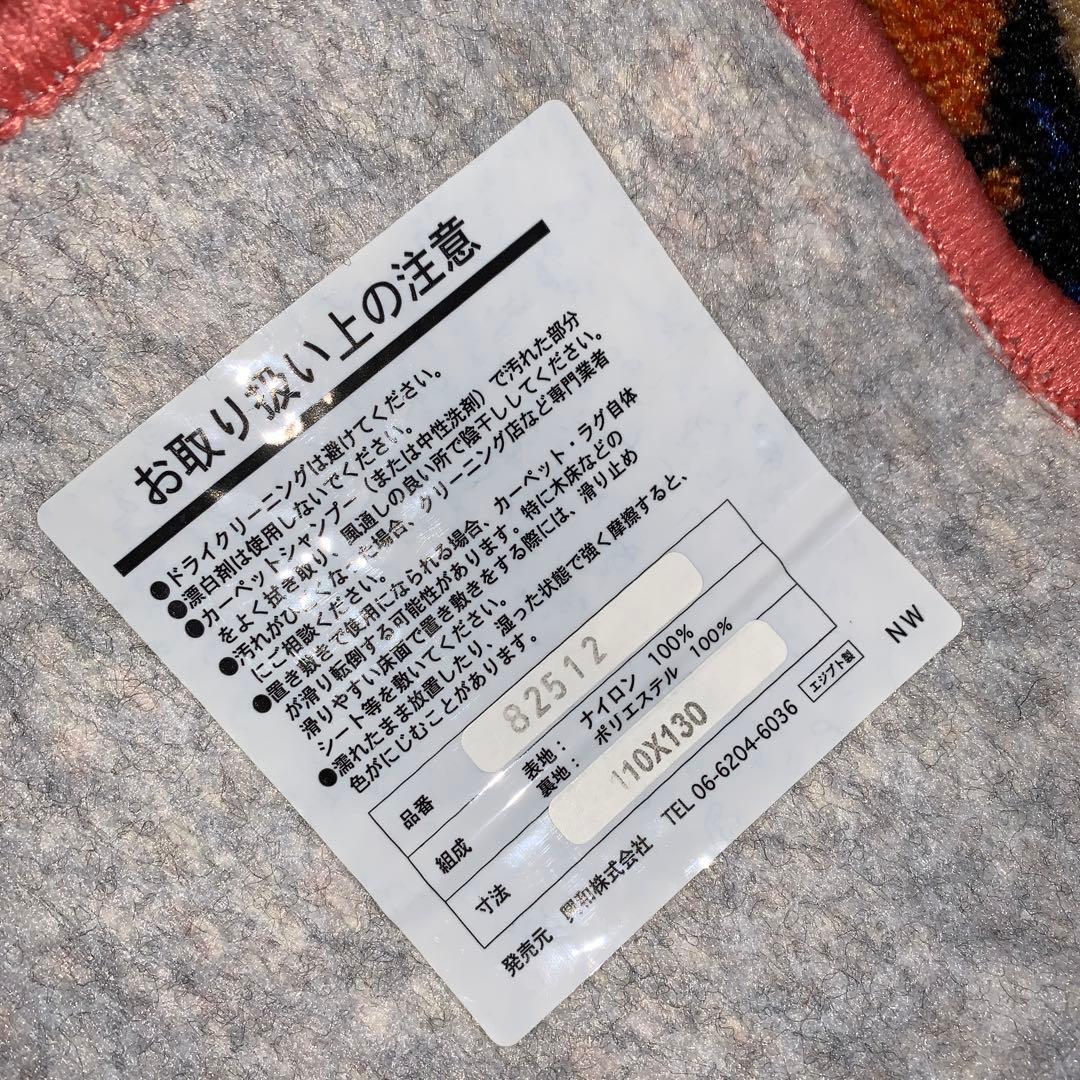 お取り扱い上の注意
●ドライクリーニングは避けてください。
●漂白剤は使用しないでください。
●カーペットシャンプー（または中性洗剤）で汚れた部分
をよく拭き取り、風通しの良い所で陰干ししてください。
●汚れがひどくなった場合、クリーニング店など専門業者
にご相談ください。
●置き敷きで使用になられる場合、カーペット・ラグ自体
が滑り転倒する可能性があります。特に木床などの
滑りやすい床面で置き敷きをする際には、滑り止め
シート等を敷いてください。
●濡れたまま放置したり、湿った状態で強く摩擦すると、
色がにじむことがあります。
品番 82512
組成 表地： ナイロン 100%
裏地： ポリエステル 100%
寸法 110X130
発売元 興和株式会社 TEL 06-6204-6036 エジプト製
NW